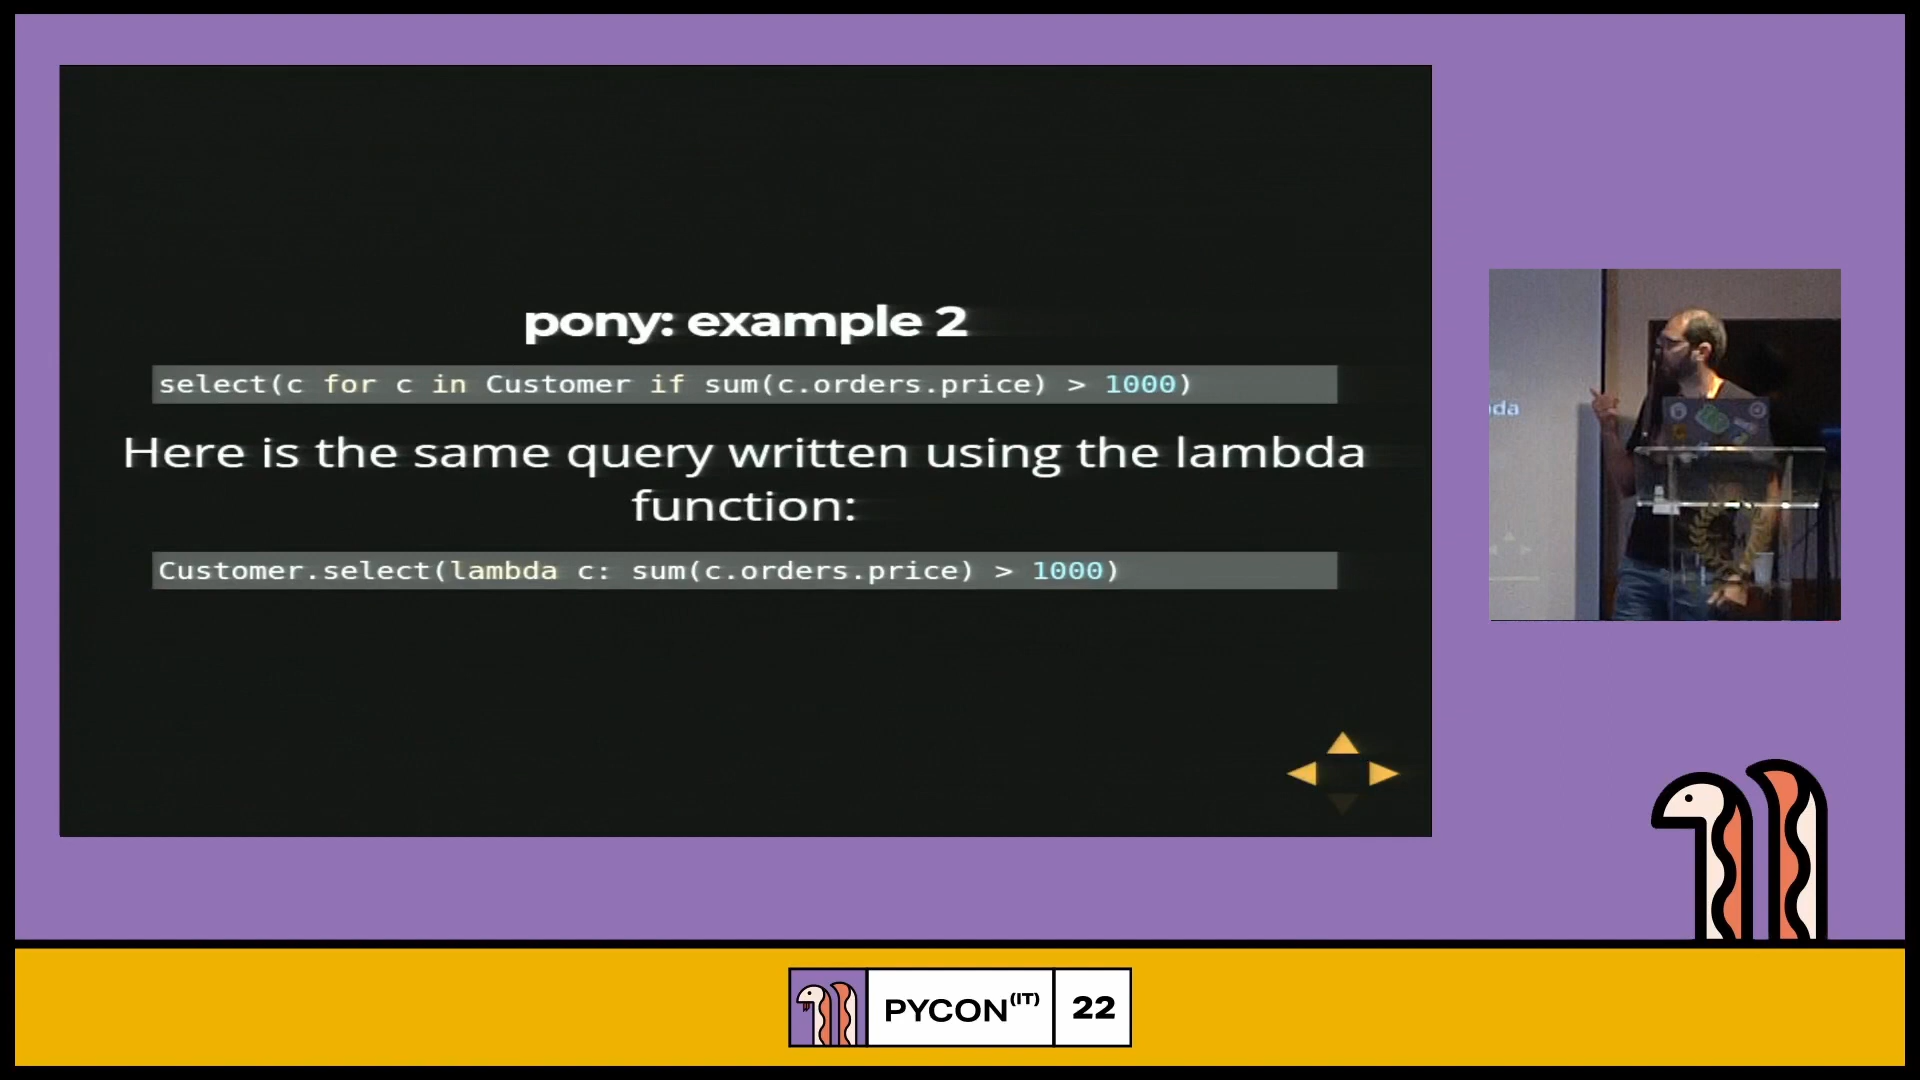 pony: example 2
select(c for c in Customer if sum(c.orders.price) > 1000)
Here is the same query written using the lambda
function:
Customer.select(lambda c: sum(c.orders.price) > 1000)
PYCON(IT) 22